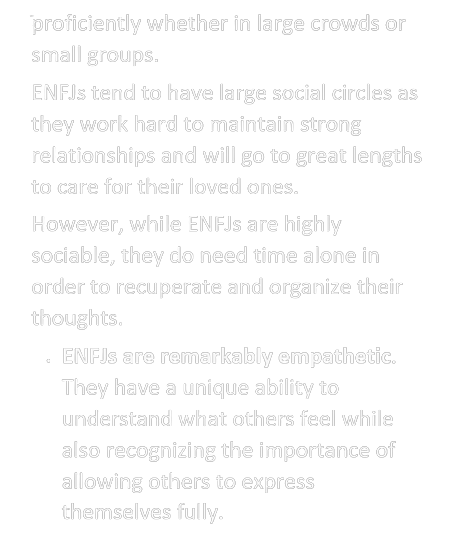 proficiently whether in large crowds or
small groups.
ENFJs tend to have large social circles as
they work hard to maintain strong
relationships and will go to great lengths
to care for their loved ones.
However, while ENFJs are highly
sociable, they do need time alone in
order to recuperate and organize their
thoughts.
• ENFJs are remarkably empathetic.
They have a unique ability to
understand what others feel while
also recognizing the importance of
allowing others to express
themselves fully.